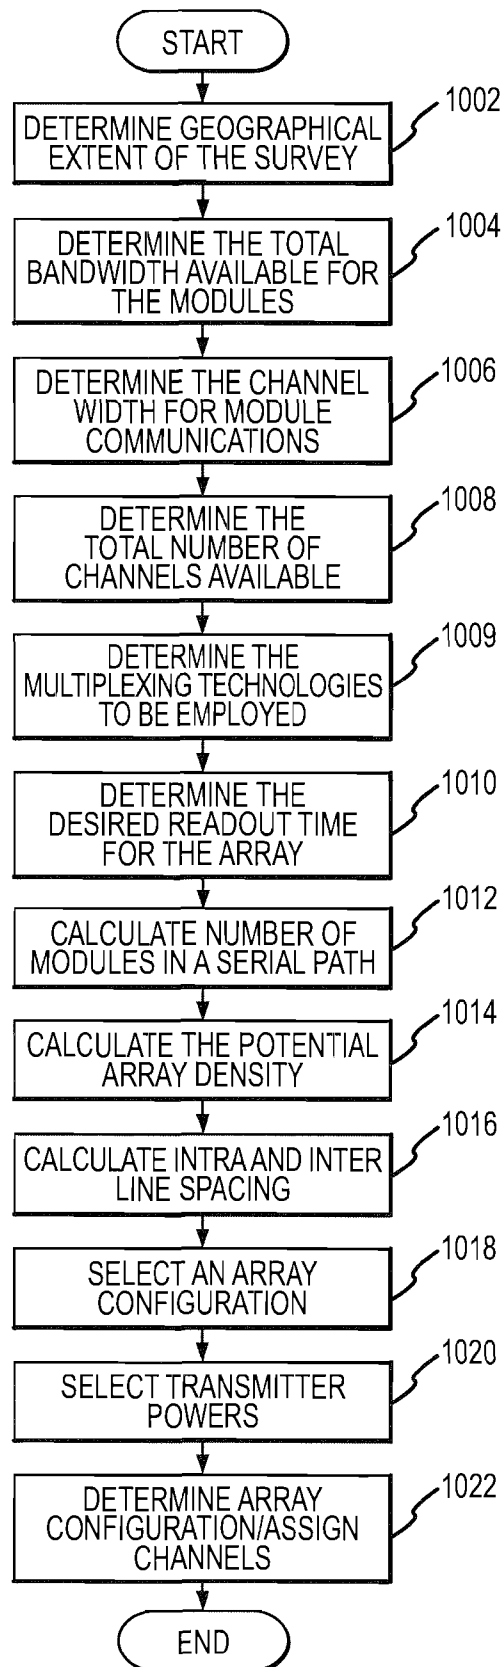 START
DETERMINE GEOGRAPHICAL
EXTENT OF THE SURVEY
1002
DETERMINE THE TOTAL
BANDWIDTH AVAILABLE FOR
THE MODULES
1004
DETERMINE THE CHANNEL
WIDTH FOR MODULE
COMMUNICATIONS
1006
DETERMINE THE
TOTAL NUMBER OF
CHANNELS AVAILABLE
1008
DETERMINE THE
MULTIPLEXING TECHNOLOGIES
TO BE EMPLOYED
1009
DETERMINE THE
DESIRED READOUT TIME
FOR THE ARRAY
1010
CALCULATE NUMBER OF
MODULES IN A SERIAL PATH
1012
CALCULATE THE POTENTIAL
ARRAY DENSITY
1014
CALCULATE INTRA AND INTER
LINE SPACING
1016
SELECT AN ARRAY
CONFIGURATION
1018
SELECT TRANSMITTER
POWERS
1020
DETERMINE ARRAY
CONFIGURATION/ASSIGN
CHANNELS
1022
END